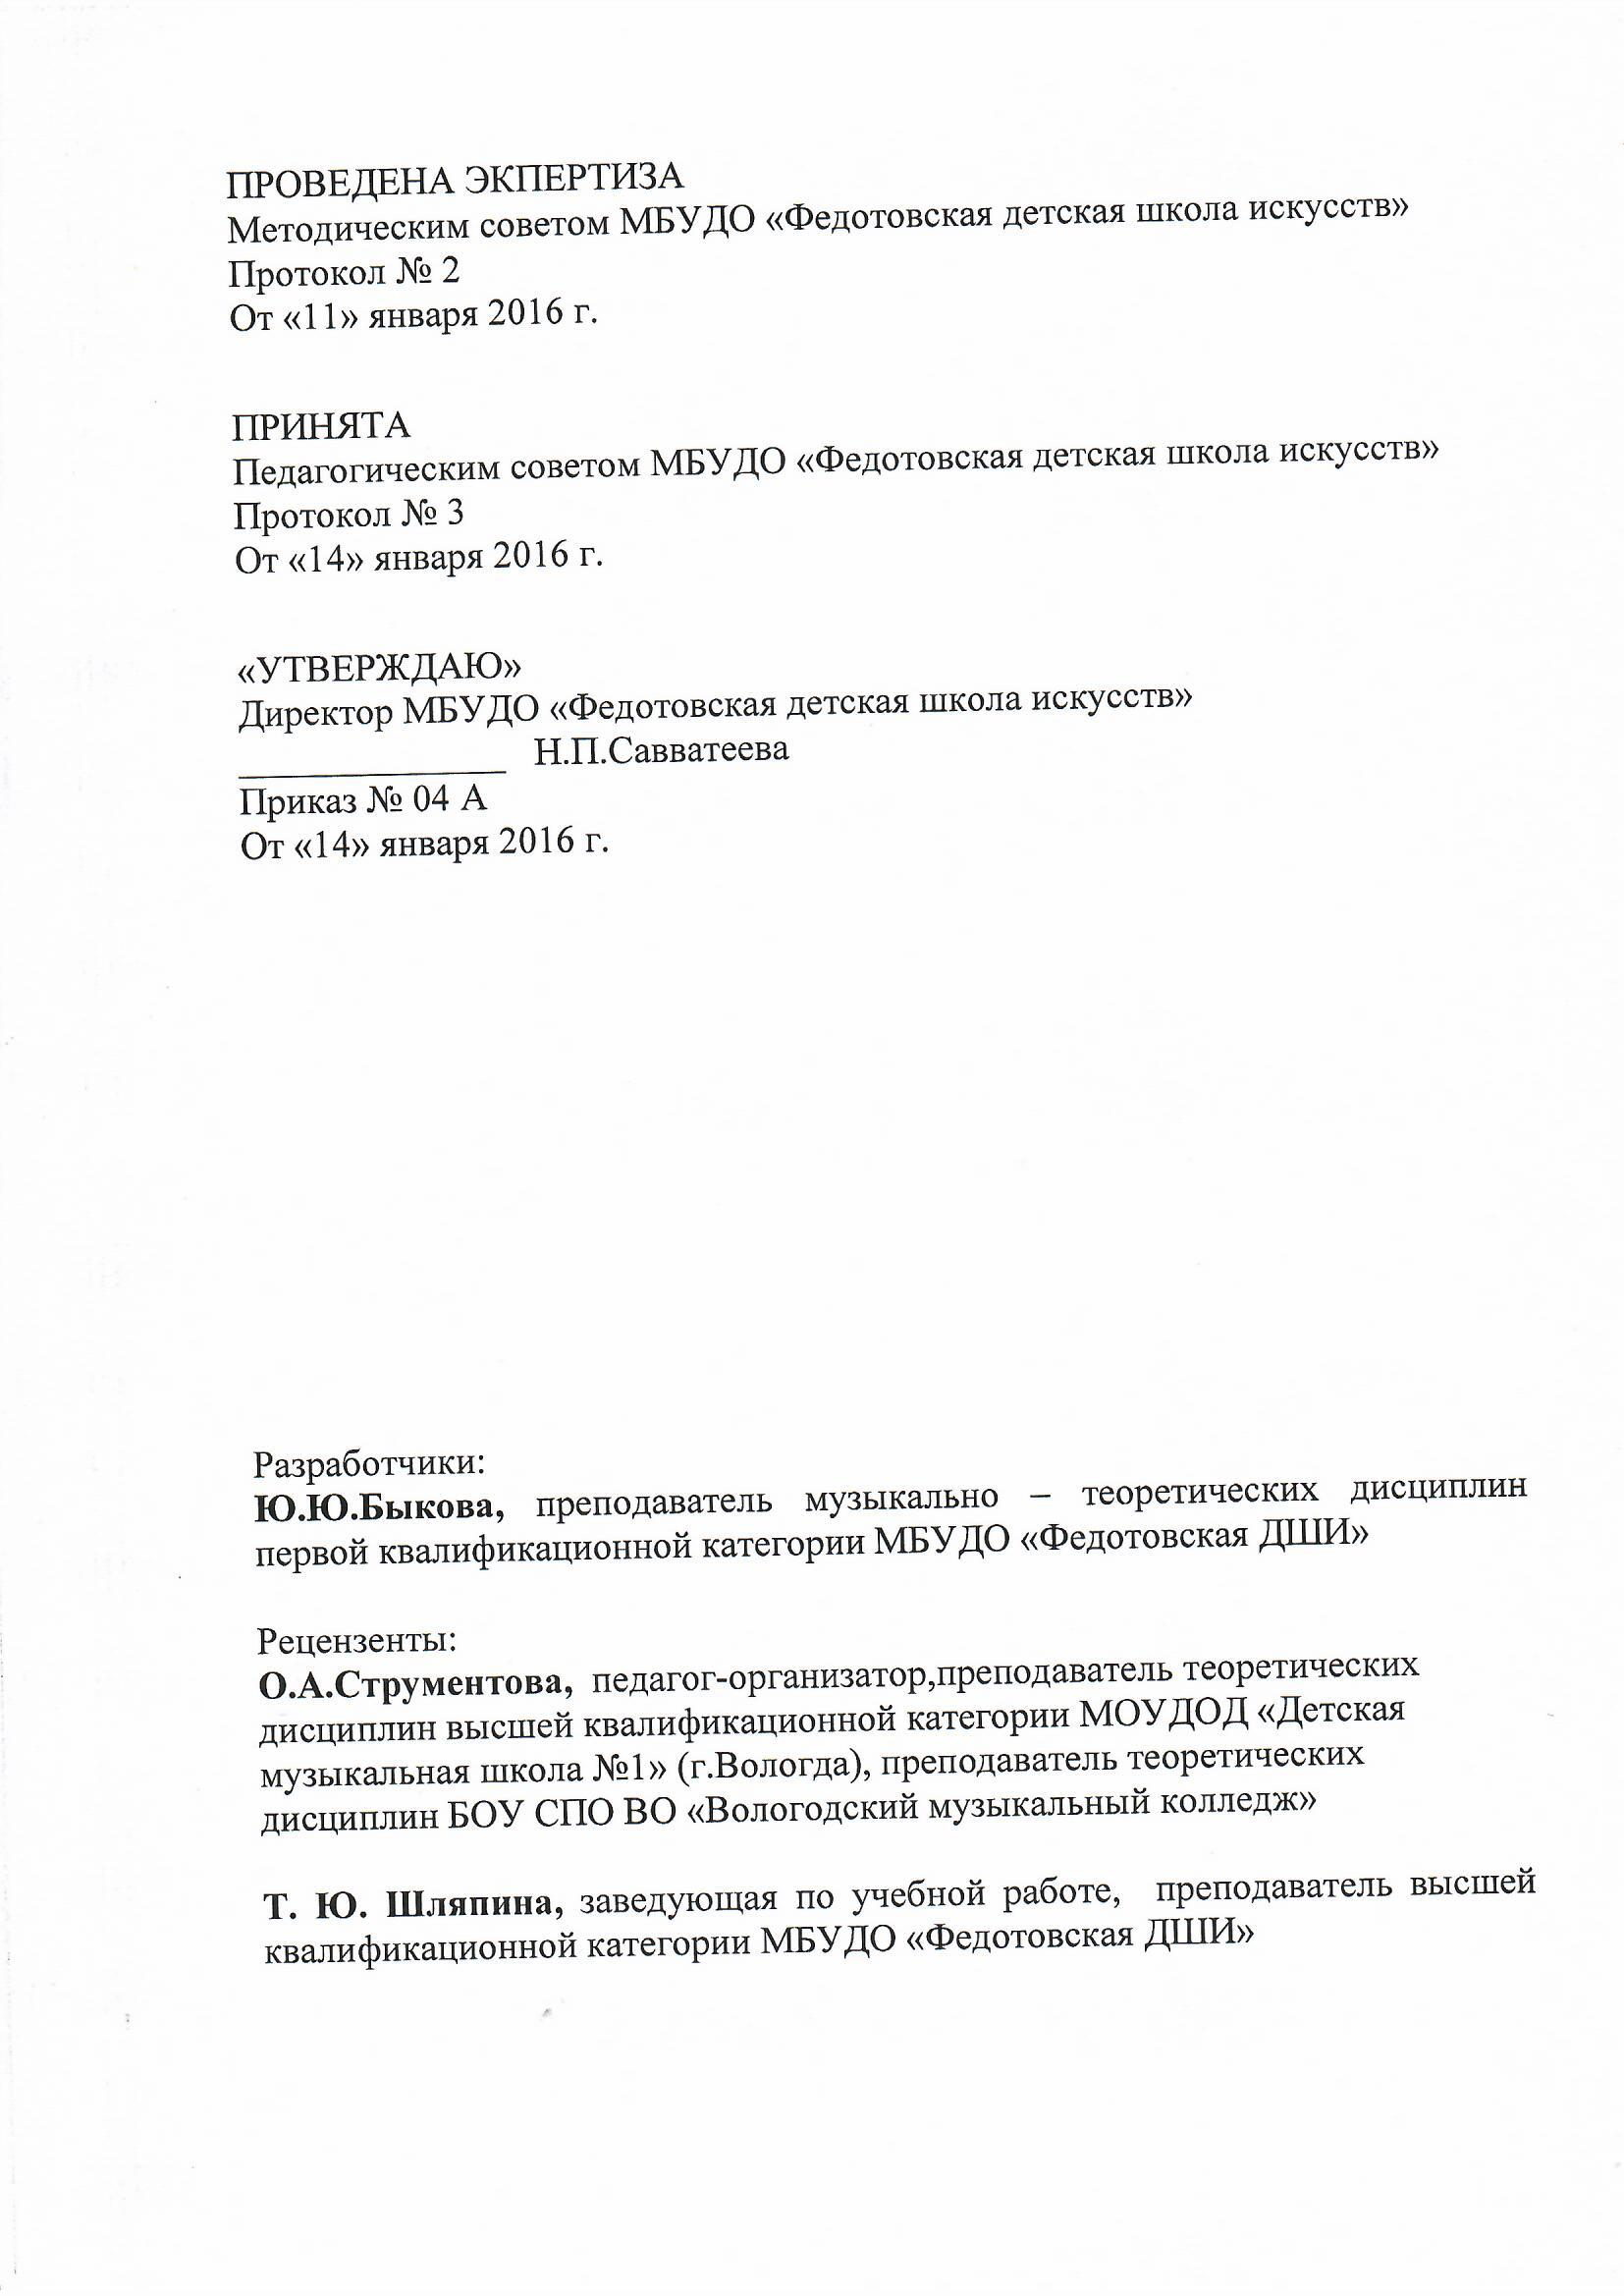 ПРОВЕДЕНА ЭКПЕРТИЗА
Методическим советом МБУДО «Федотовская детская школа искусств»
Протокол № 2
От «11» января 2016 г.
ПРИНЯТА
Педагогическим советом МБУДО «Федотовская детская школа искусств»
Протокол № 3
От «14» января 2016 г.
«УТВЕРЖДАЮ»
Директор МБУДО «Федотовская детская школа искусств»
______________ Н.П.Савватеева
Приказ № 04 А
От «14» января 2016 г.
Разработчики:
Ю.Ю.Быкова, преподаватель музыкально – теоретических дисциплин
первой квалификационной категории МБУДО «Федотовская ДШИ»
Рецензенты:
О.А.Струментова, педагог-организатор,преподаватель теоретических
дисциплин высшей квалификационной категории МОУДОД «Детская
музыкальная школа №1» (г.Вологда), преподаватель теоретических
дисциплин БОУ СПО ВО «Вологодский музыкальный колледж»
Т. Ю. Шляпина, заведующая по учебной работе, преподаватель высшей
квалификационной категории МБУДО «Федотовская ДШИ»